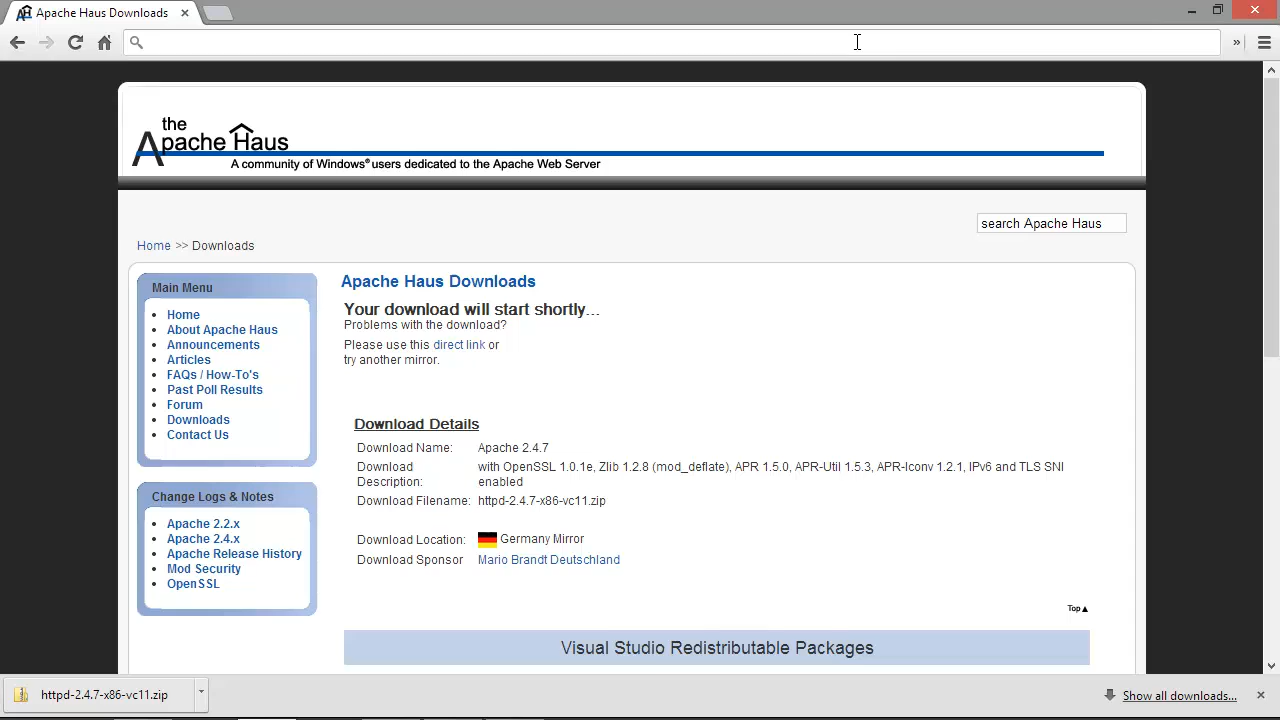 Apache Haus Downloads
the
Apache Haus
A community of Windows® users dedicated to the Apache Web Server
search Apache Haus
Home >> Downloads
Main Menu
Home
About Apache Haus
Announcements
Articles
FAQs / How-To's
Past Poll Results
Forum
Downloads
Contact Us
Change Logs & Notes
Apache 2.2.x
Apache 2.4.x
Apache Release History
Mod Security
OpenSSL
Apache Haus Downloads
Your download will start shortly...
Problems with the download?
Please use this direct link or
try another mirror.
Download Details
Download Name: Apache 2.4.7
Download Description: with OpenSSL 1.0.1e, Zlib 1.2.8 (mod_deflate), APR 1.5.0, APR-Util 1.5.3, APR-Iconv 1.2.1, IPv6 and TLS SNI
enabled
Download Filename: httpd-2.4.7-x86-vc11.zip
Download Location: Germany Mirror
Download Sponsor Mario Brandt Deutschland
Top▲
Visual Studio Redistributable Packages
httpd-2.4.7-x86-vc11.zip
Show all downloads...